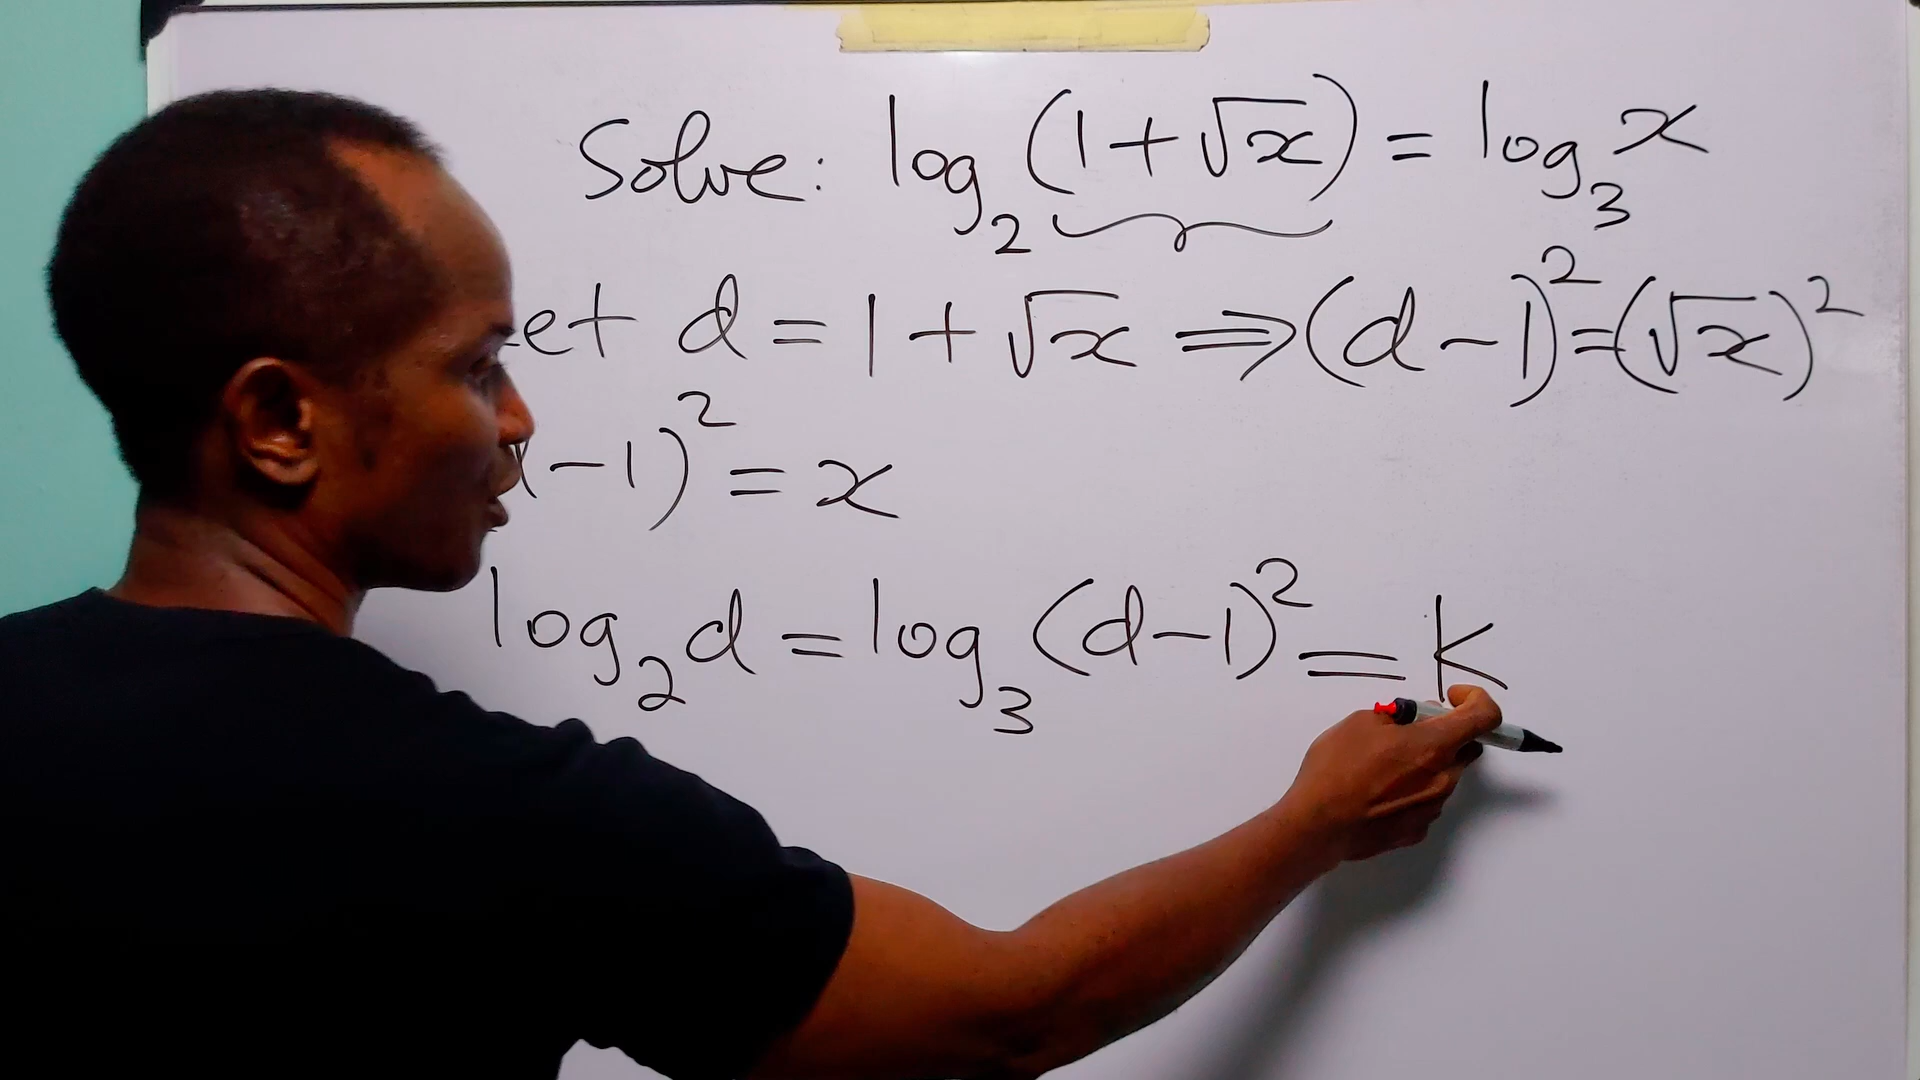 Solve: log₂(1+√x) = log₃x
et d = 1 + √x ⇒ (d-1)² = (√x)²
-1)² = x
log₂d = log₃(d-1)² = K